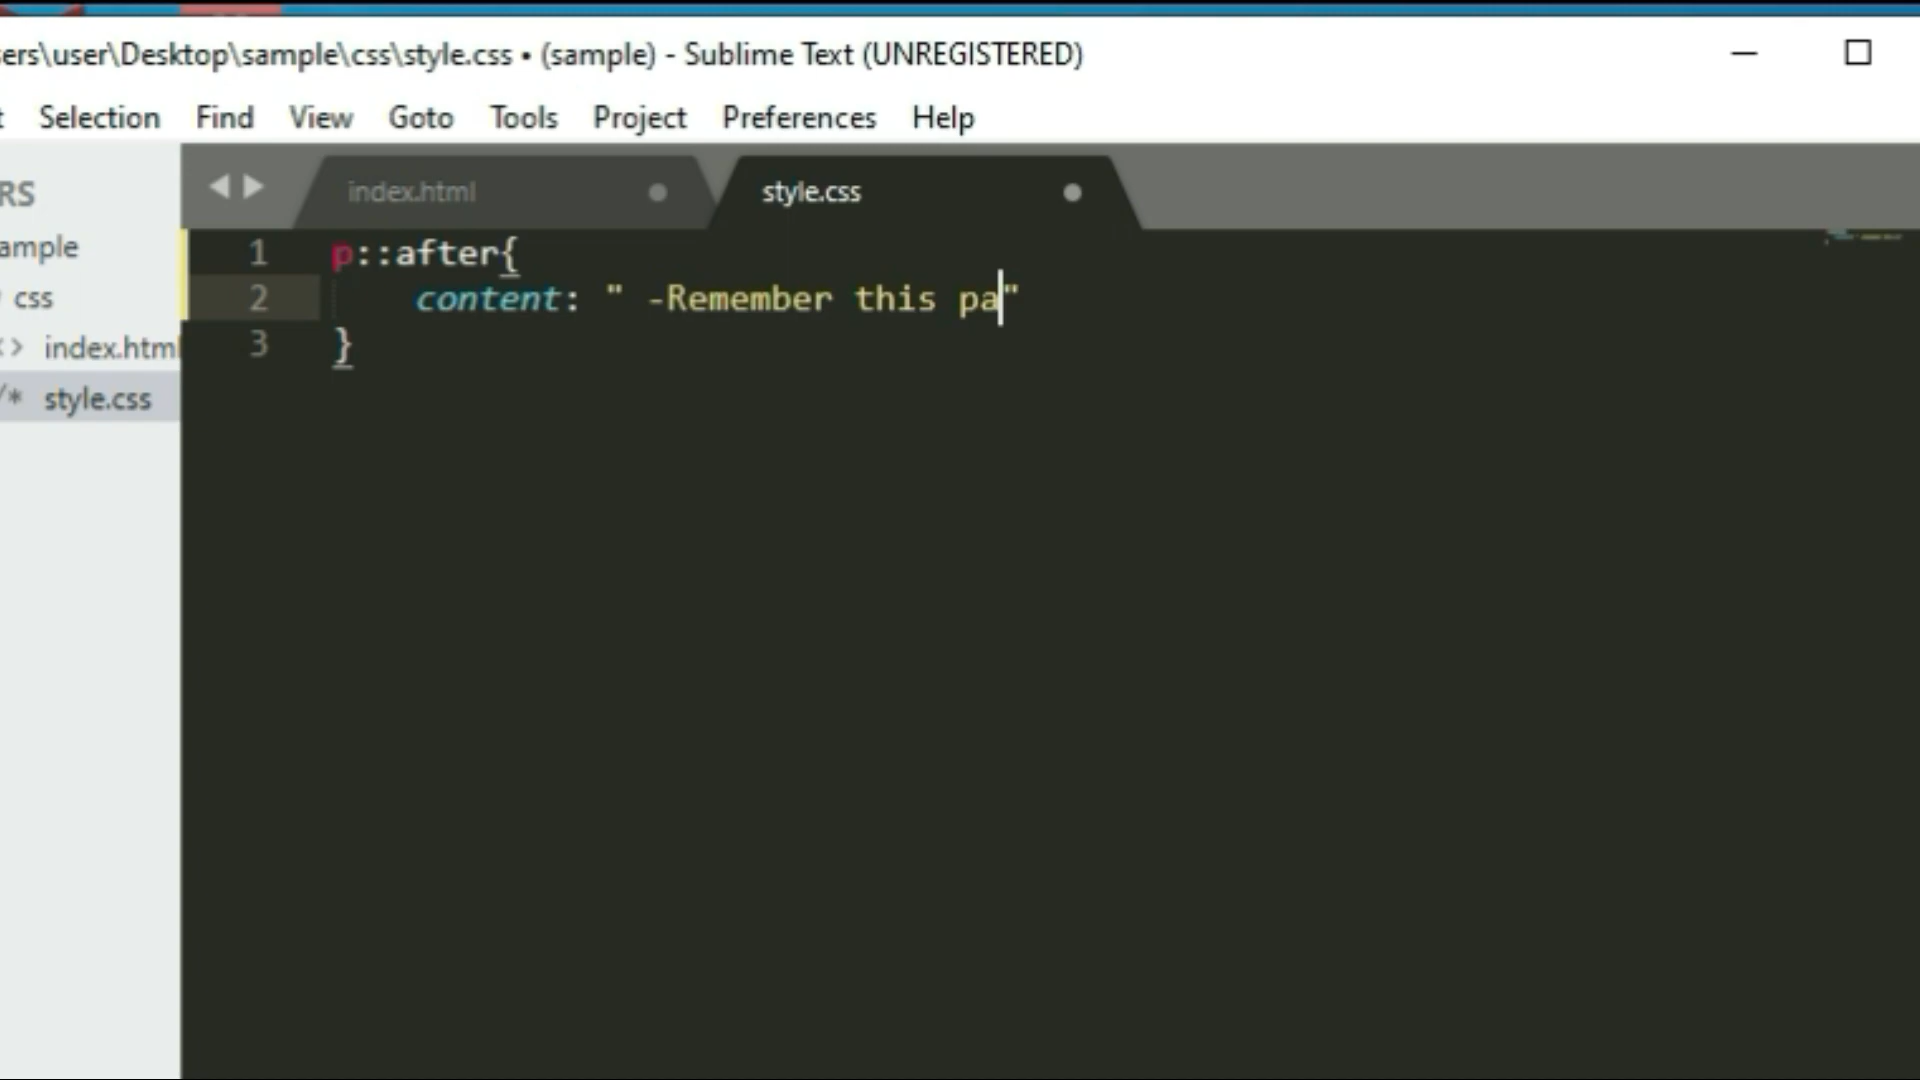 ers\user\Desktop\sample\css\style.css • (sample) - Sublime Text (UNREGISTERED)
t Selection Find View Goto Tools Project Preferences Help
RS
ample
css
<> index.html
/* style.css
index.html
style.css
1 p::after{
2 content: " -Remember this pa"
3 }